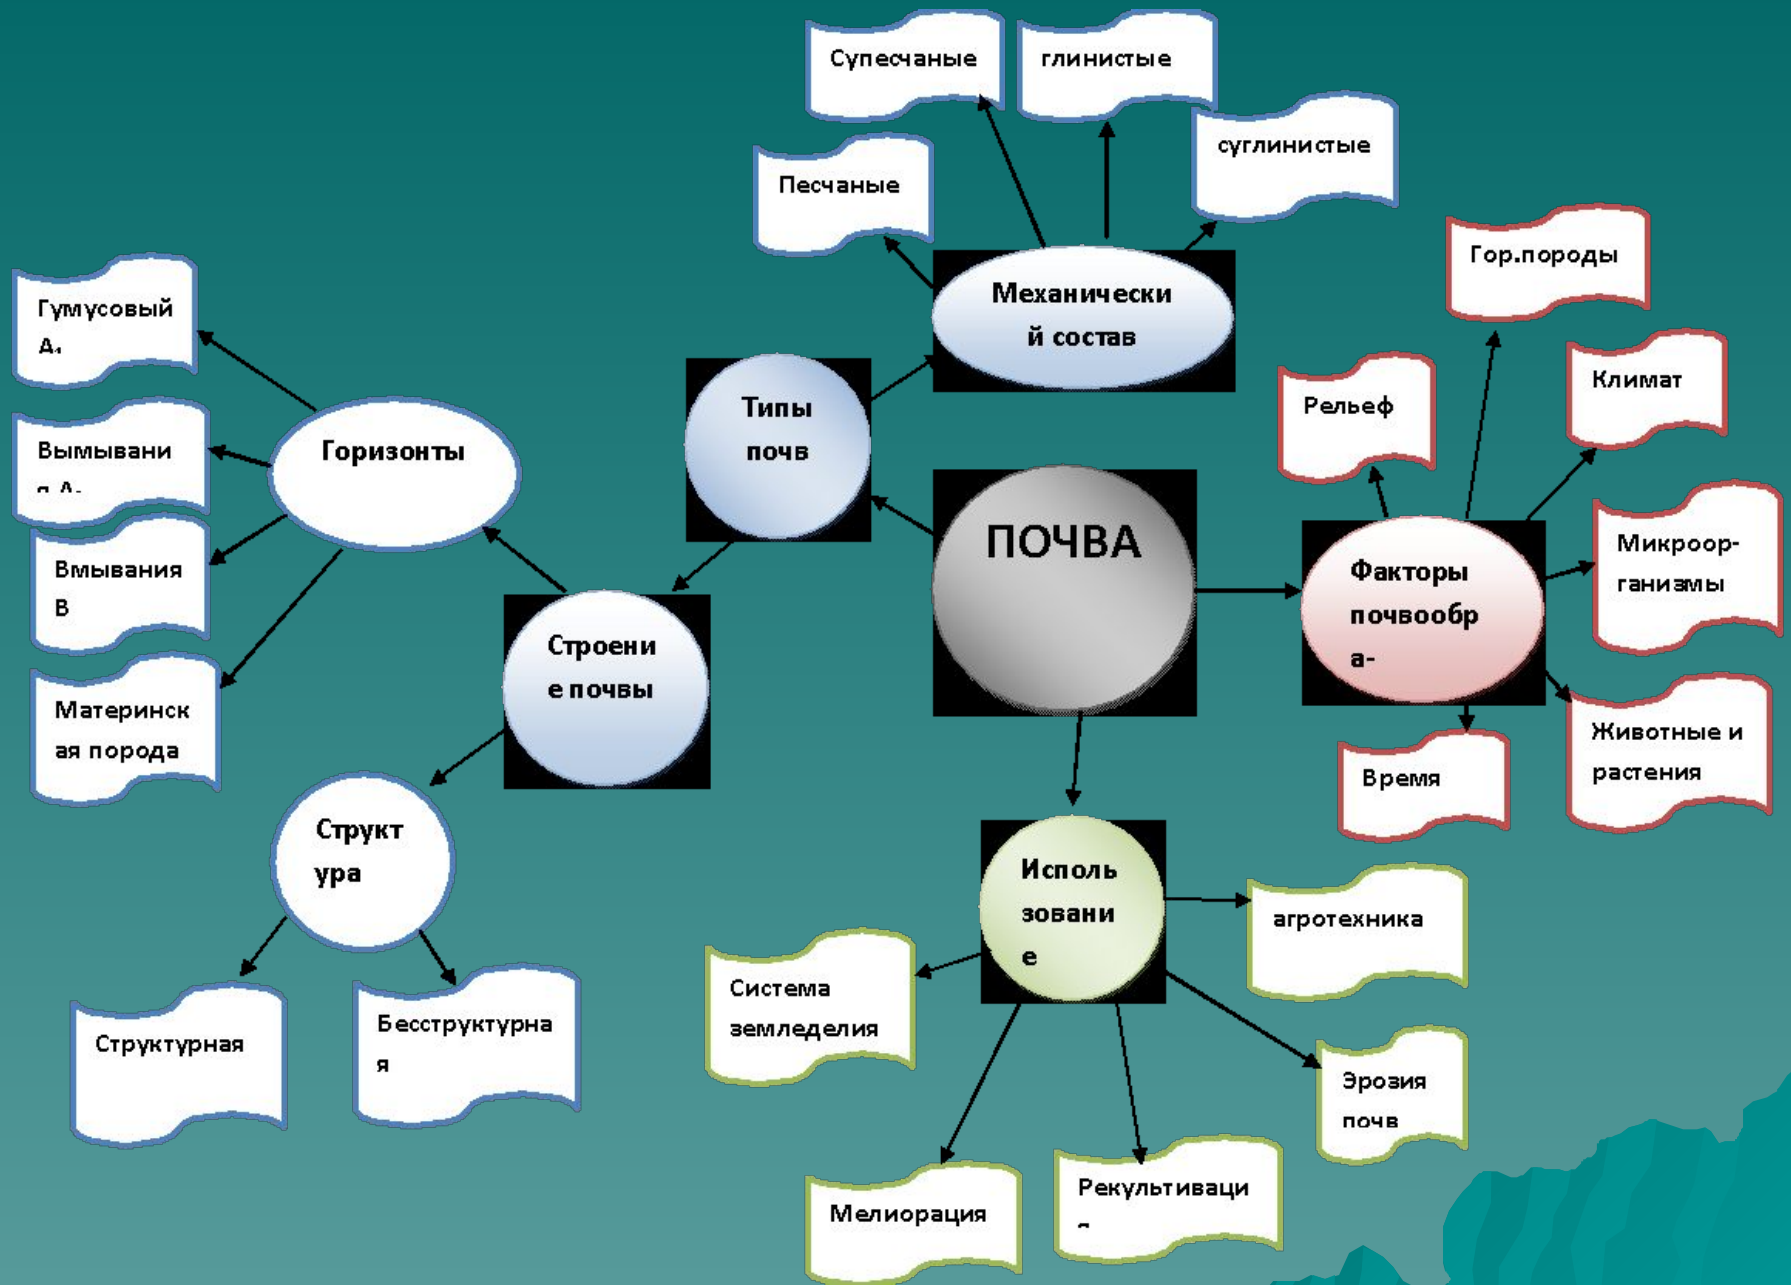 Супесчаные
глинистые
суглинистые
Песчаные
Гор.породы
Механически
й состав
Гумусовый
Климат
Рельеф
Типы
почв
Горизонты
Вымывани
ПОЧВА
Микроор-
ганизмы
Факторы
почвообр
а-
Вмывания
В
Строени
е почвы
Материнск
ая порода
Животные и
растения
Время
Структ
ура
Исполь
зовани
е
агротехника
Система
земледелия
Бесструктурна
я
Структурная
Эрозия
почв
Рекультиваци
Мелиорация